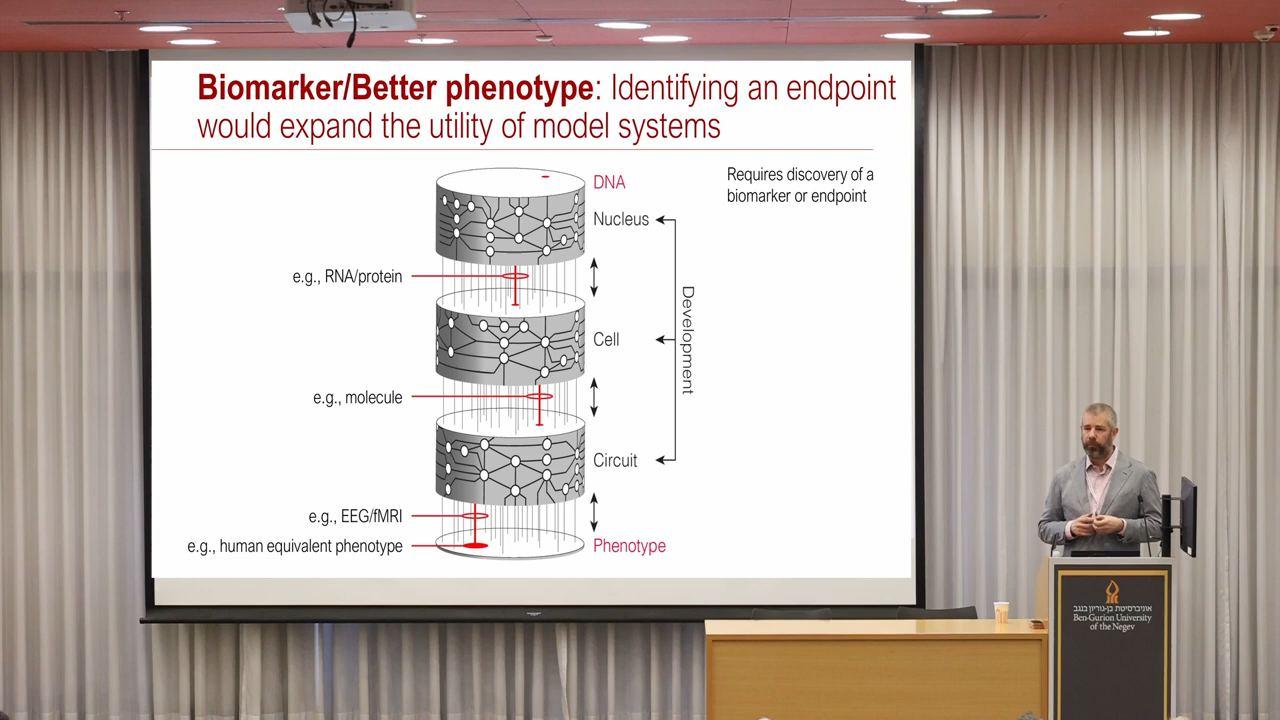 Biomarker/Better phenotype: Identifying an endpoint
would expand the utility of model systems
Requires discovery of a
biomarker or endpoint
DNA
Nucleus
e.g., RNA/protein
Development
Cell
e.g., molecule
Circuit
e.g., EEG/fMRI
e.g., human equivalent phenotype
Phenotype
אוניברסיטת בן-גוריון בנגב
Ben-Gurion University
of the Negev